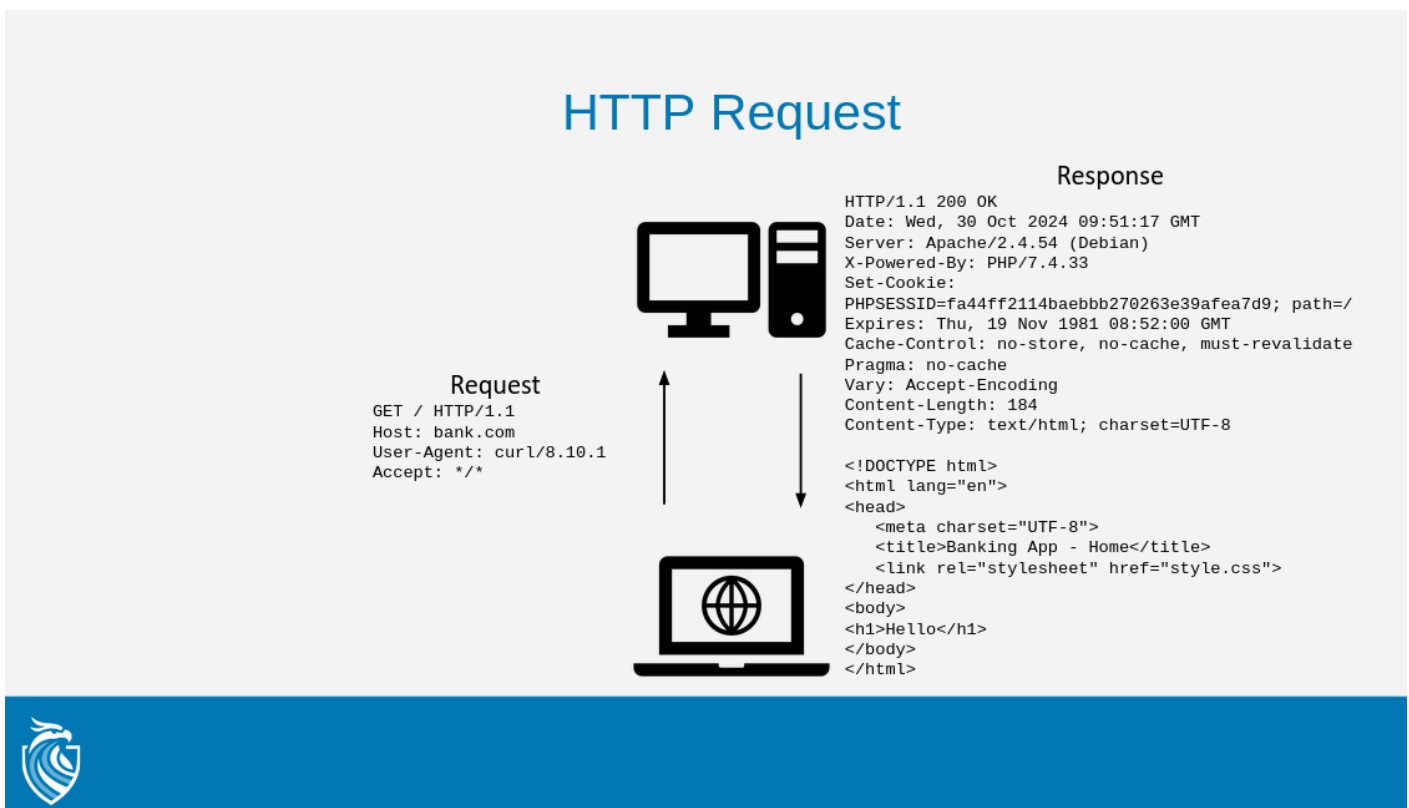 HTTP Request
Request
GET / HTTP/1.1
Host: bank.com
User-Agent: curl/8.10.1
Accept: */*
Response
HTTP/1.1 200 OK
Date: Wed, 30 Oct 2024 09:51:17 GMT
Server: Apache/2.4.54 (Debian)
X-Powered-By: PHP/7.4.33
Set-Cookie:
PHPSESSID=fa44ff2114baebbb270263e39afea7d9; path=/
Expires: Thu, 19 Nov 1981 08:52:00 GMT
Cache-Control: no-store, no-cache, must-revalidate
Pragma: no-cache
Vary: Accept-Encoding
Content-Length: 184
Content-Type: text/html; charset=UTF-8
<!DOCTYPE html>
<html lang="en">
<head>
<meta charset="UTF-8">
<title>Banking App - Home</title>
<link rel="stylesheet" href="style.css">
</head>
<body>
<h1>Hello</h1>
</body>
</html>